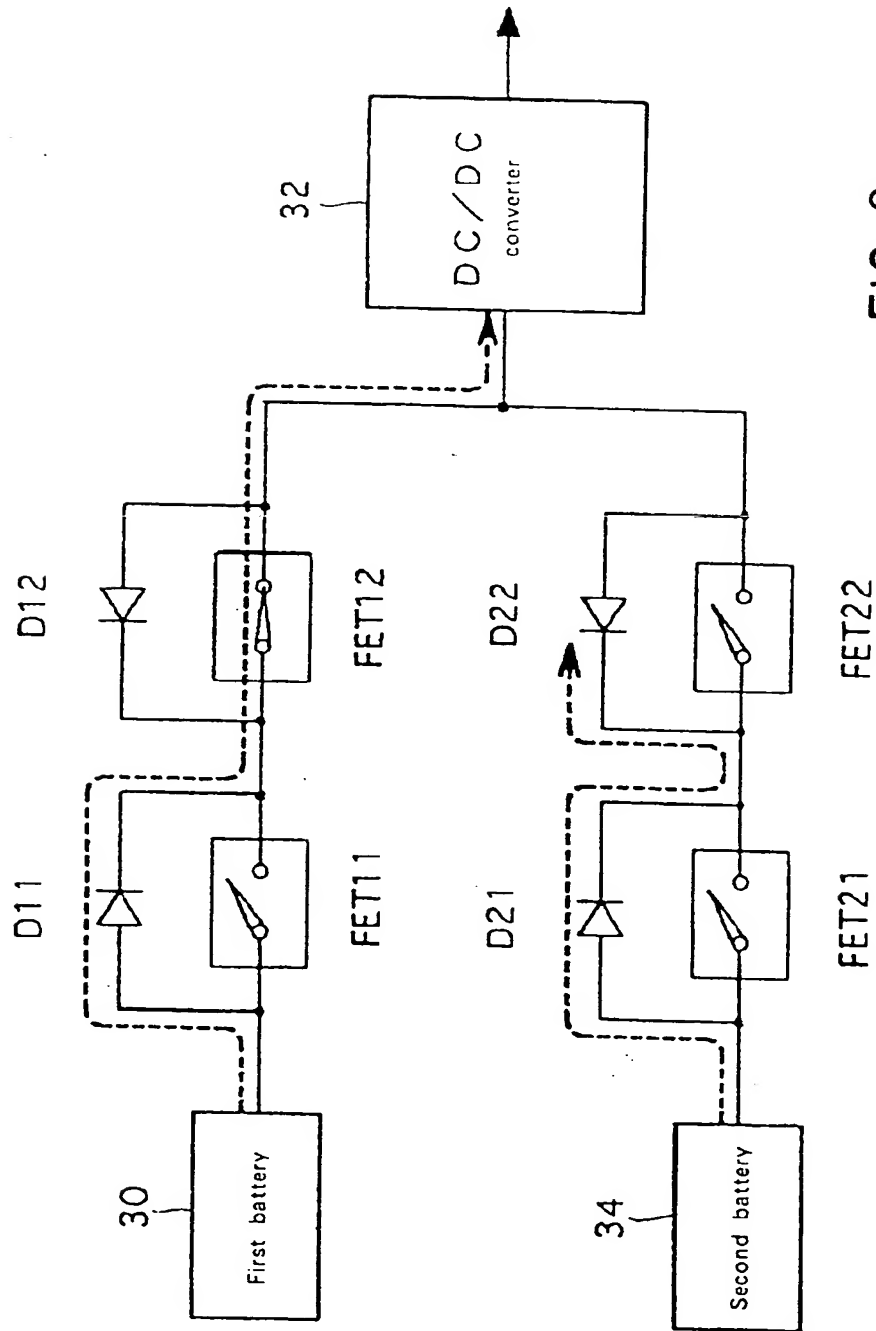 30
First battery
D11
FET11
D12
FET12
32
DC/DC
converter
34
Second battery
D21
FET21
D22
FET22